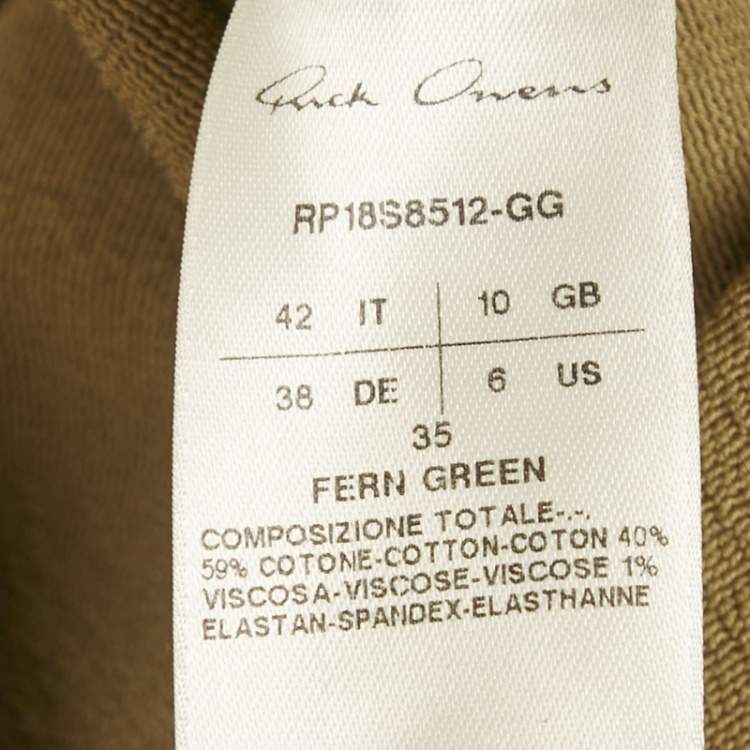 Rick Owens
RP18S8512-GG
42 IT 10 GB
38 DE 6 US
35
FERN GREEN
COMPOSIZIONE TOTALE-.-.
59% COTONE-COTTON-COTON 40%
VISCOSA-VISCOSE-VISCOSE 1%
ELASTAN-SPANDEX-ELASTHANNE